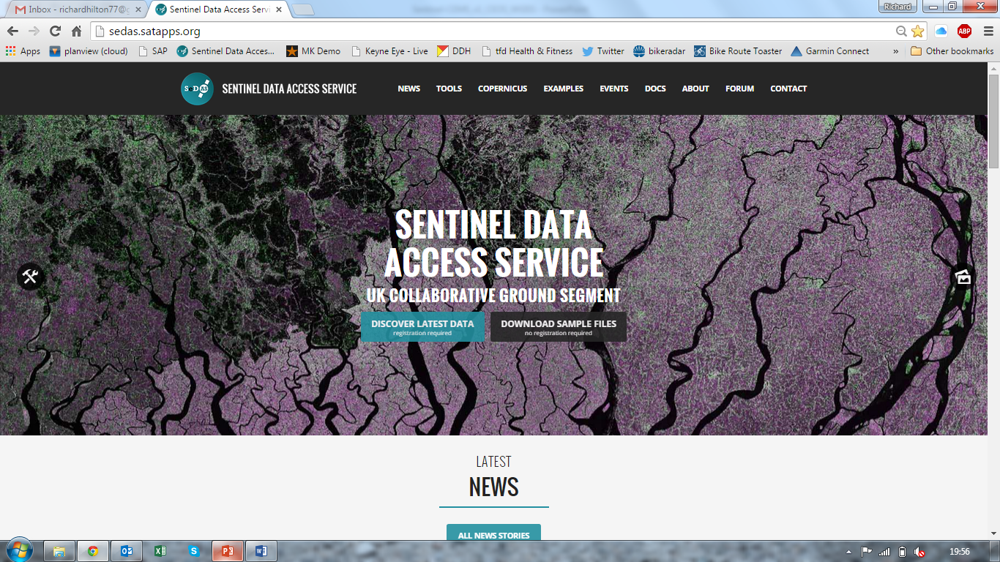 Inbox - richardhilton77@g
Sentinel Data Access Servi
Richard
sedas.satapps.org
ABP
Apps
planview (cloud)
SAP
Sentinel Data Acces...
MK Demo
Keyne Eye - Live
DDH
tfd Health & Fitness
Twitter
bikeradar
Bike Route Toaster
Garmin Connect
»
Other bookmarks
SeDAS
SENTINEL DATA ACCESS SERVICE
NEWS
TOOLS
COPERNICUS
EXAMPLES
EVENTS
DOCS
ABOUT
FORUM
CONTACT
SENTINEL DATA
ACCESS SERVICE
UK COLLABORATIVE GROUND SEGMENT
DISCOVER LATEST DATA
registration required
DOWNLOAD SAMPLE FILES
no registration required
LATEST
NEWS
ALL NEWS STORIES
19:56